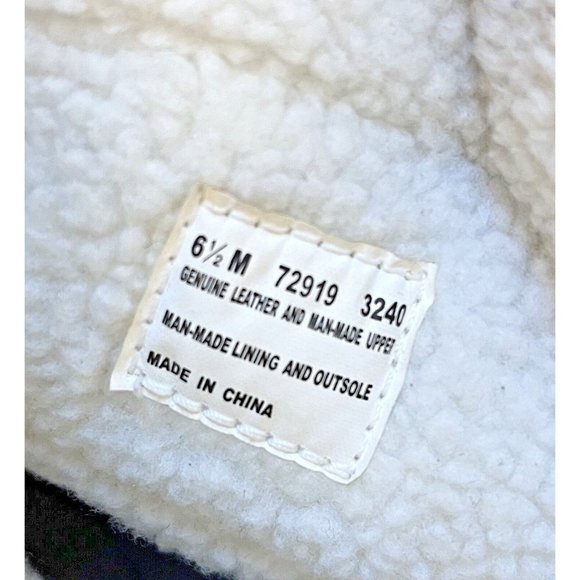 6½ M 72919 3240
GENUINE LEATHER AND MAN-MADE UPPER
MAN-MADE LINING AND OUTSOLE
MADE IN CHINA